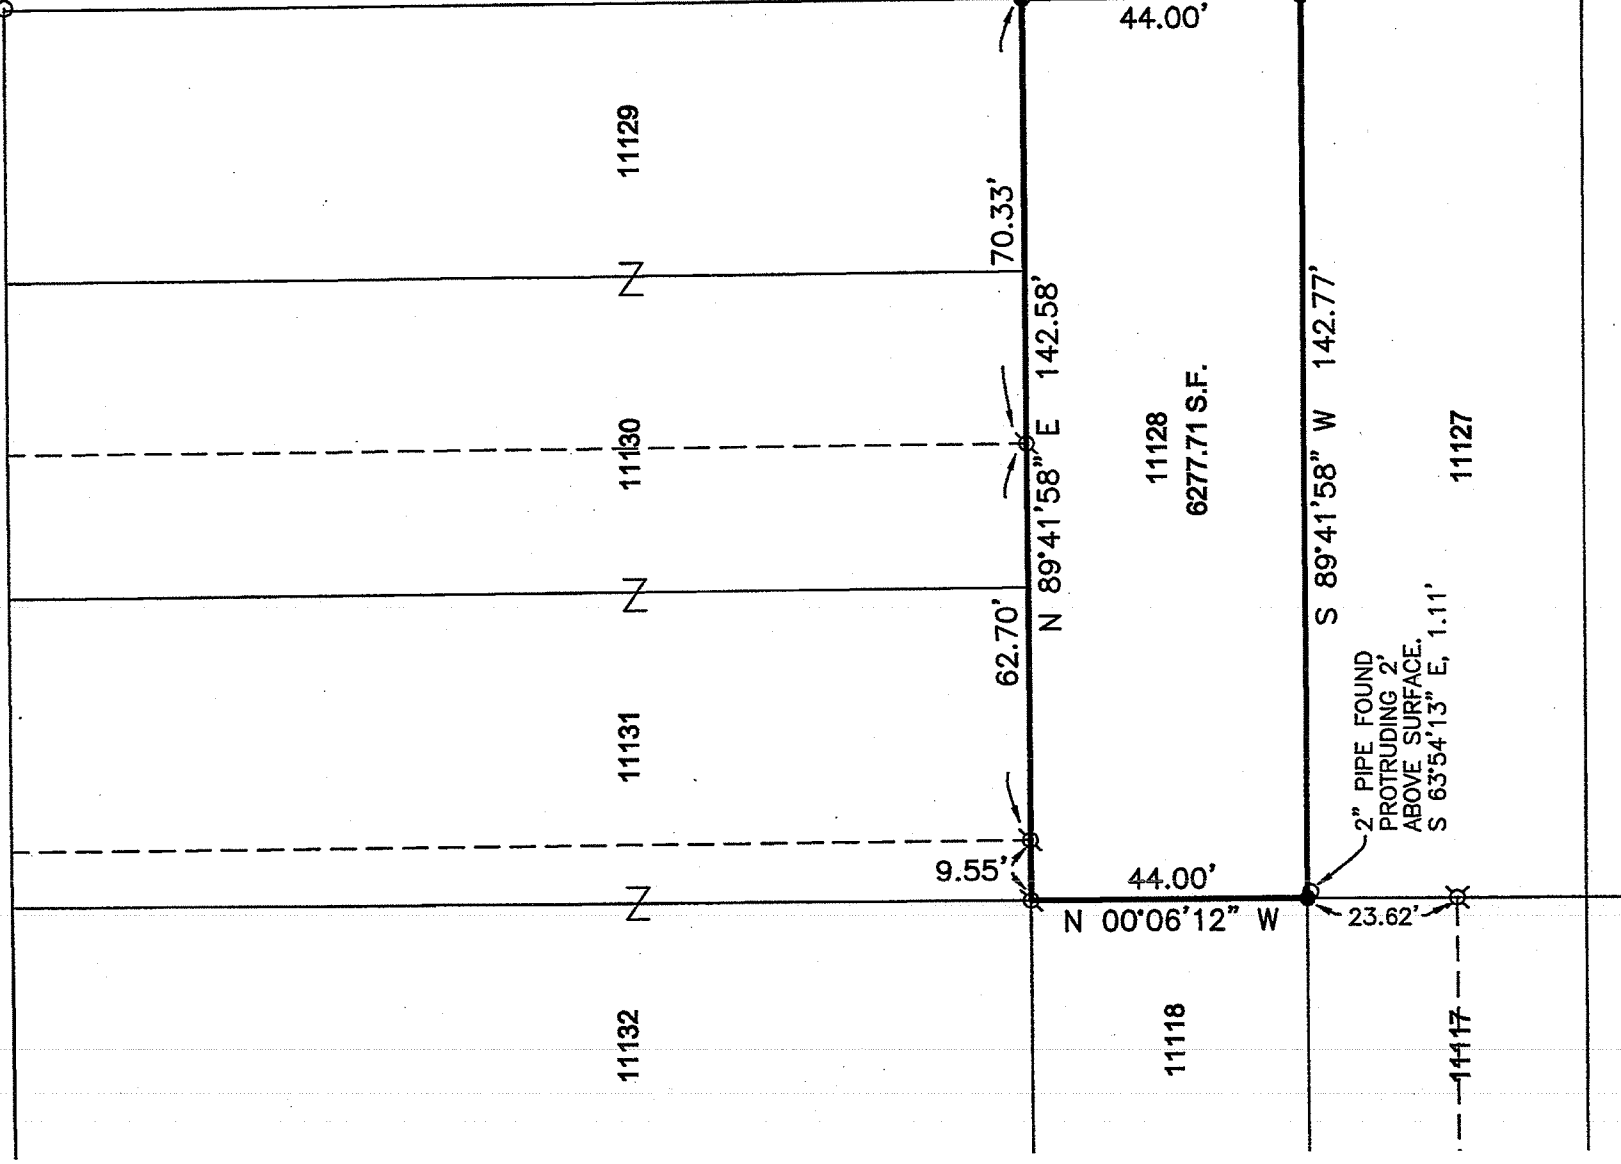 44.00'
11129
70.33'
N 89°41'58" E 142.58'
11130
11128
6277.71 S.F.
S 89°41'58" W 142.77'
11127
62.70'
11131
2" PIPE FOUND
PROTRUDING 2'
ABOVE SURFACE.
S 63°54'13" E, 1.11'
9.55'
44.00'
N 00°06'12" W
23.62'
11132
11118
11117